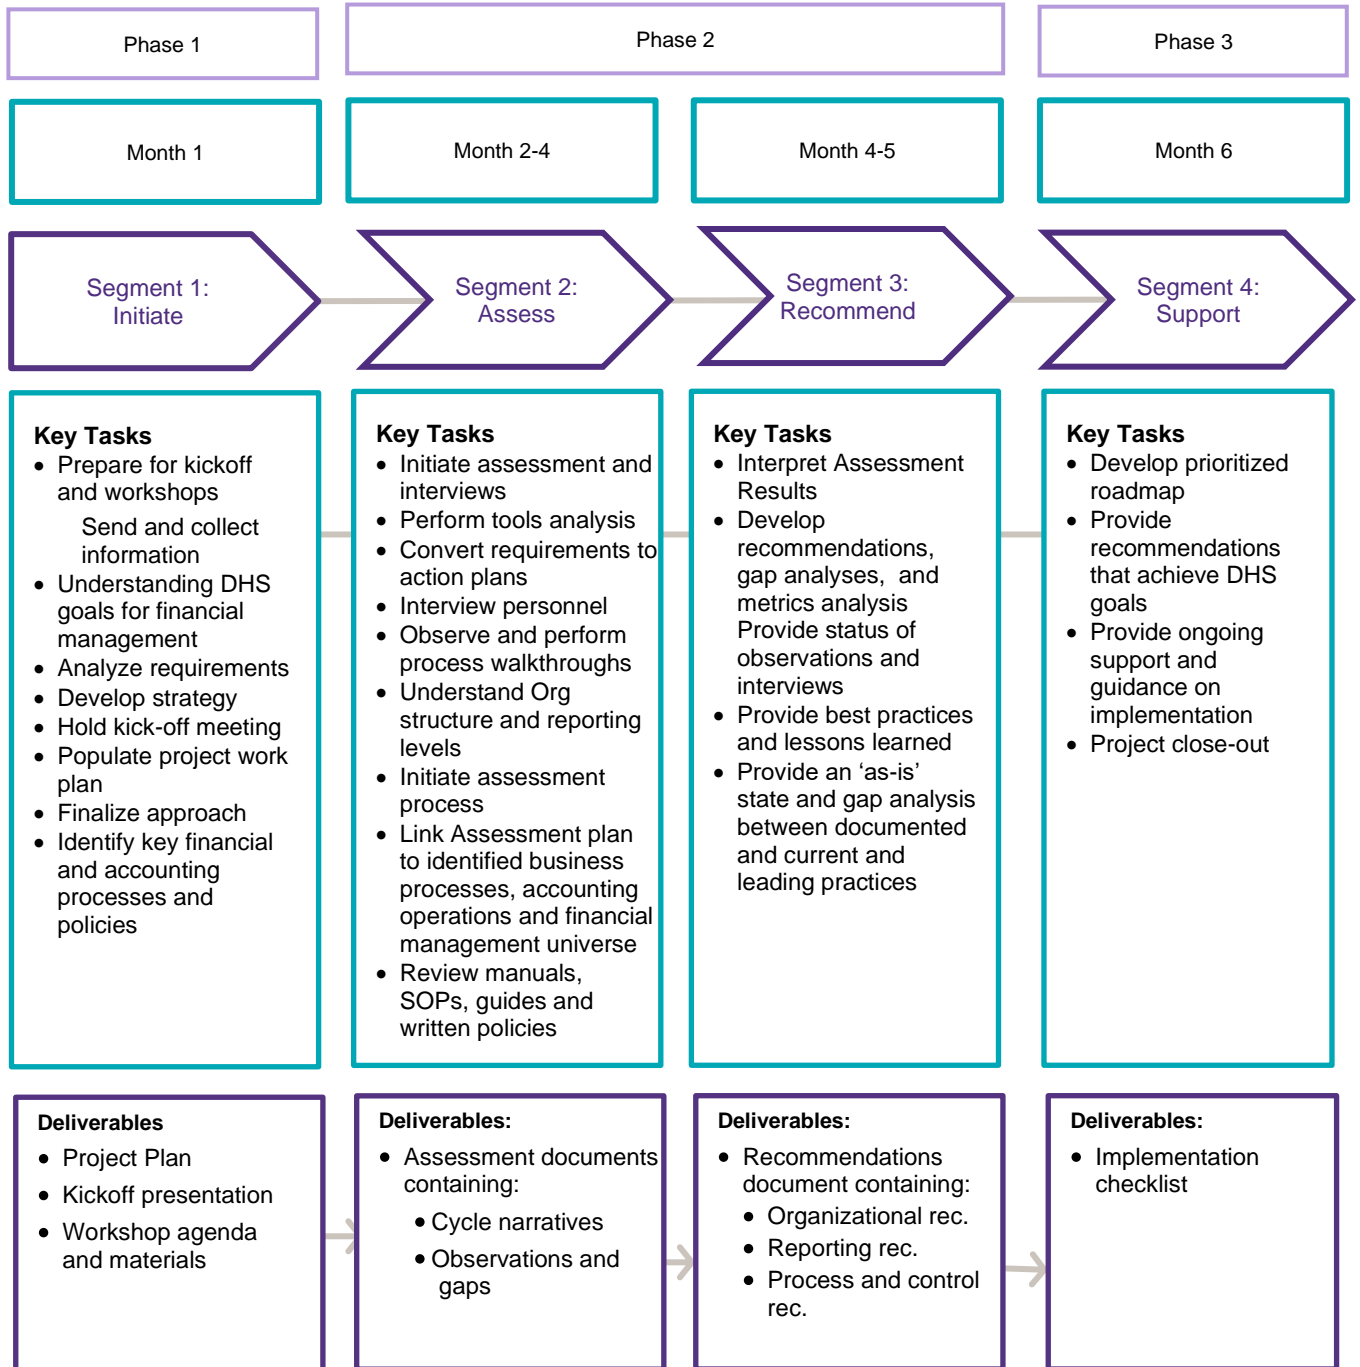 Phase 1
Phase 2
Phase 3
Month 1
Month 2-4
Month 4-5
Month 6
Segment 1:
Initiate
Segment 2:
Assess
Segment 3:
Recommend
Segment 4:
Support
Key Tasks
• Prepare for kickoff
and workshops
Send and collect
information
• Understanding DHS
goals for financial
management
• Analyze requirements
• Develop strategy
• Hold kick-off meeting
• Populate project work
plan
• Finalize approach
• Identify key financial
and accounting
processes and
policies
Key Tasks
• Initiate assessment and
interviews
• Perform tools analysis
• Convert requirements to
action plans
• Interview personnel
• Observe and perform
process walkthroughs
• Understand Org
structure and reporting
levels
• Initiate assessment
process
• Link Assessment plan
to identified business
processes, accounting
operations and financial
management universe
• Review manuals,
SOPs, guides and
written policies
Key Tasks
• Interpret Assessment
Results
• Develop
recommendations,
gap analyses, and
metrics analysis
Provide status of
observations and
interviews
• Provide best practices
and lessons learned
• Provide an ‘as-is’
state and gap analysis
between documented
and current and
leading practices
Key Tasks
• Develop prioritized
roadmap
• Provide
recommendations
that achieve DHS
goals
• Provide ongoing
support and
guidance on
implementation
• Project close-out
Deliverables
• Project Plan
• Kickoff presentation
• Workshop agenda
and materials
Deliverables:
• Assessment documents
containing:
• Cycle narratives
• Observations and
gaps
Deliverables:
• Recommendations
document containing:
• Organizational rec.
• Reporting rec.
• Process and control
rec.
Deliverables:
• Implementation
checklist